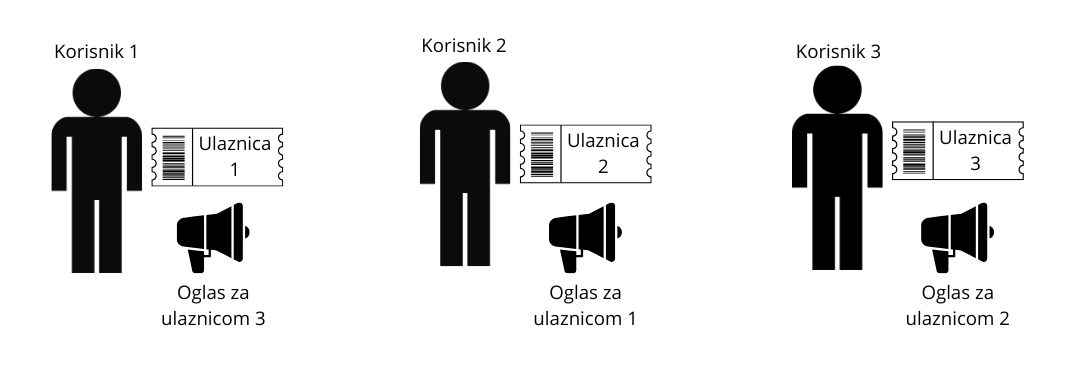 Korisnik 1
Ulaznica
1
Oglas za
ulaznicom 3
Korisnik 2
Ulaznica
2
Oglas za
ulaznicom 1
Korisnik 3
Ulaznica
3
Oglas za
ulaznicom 2